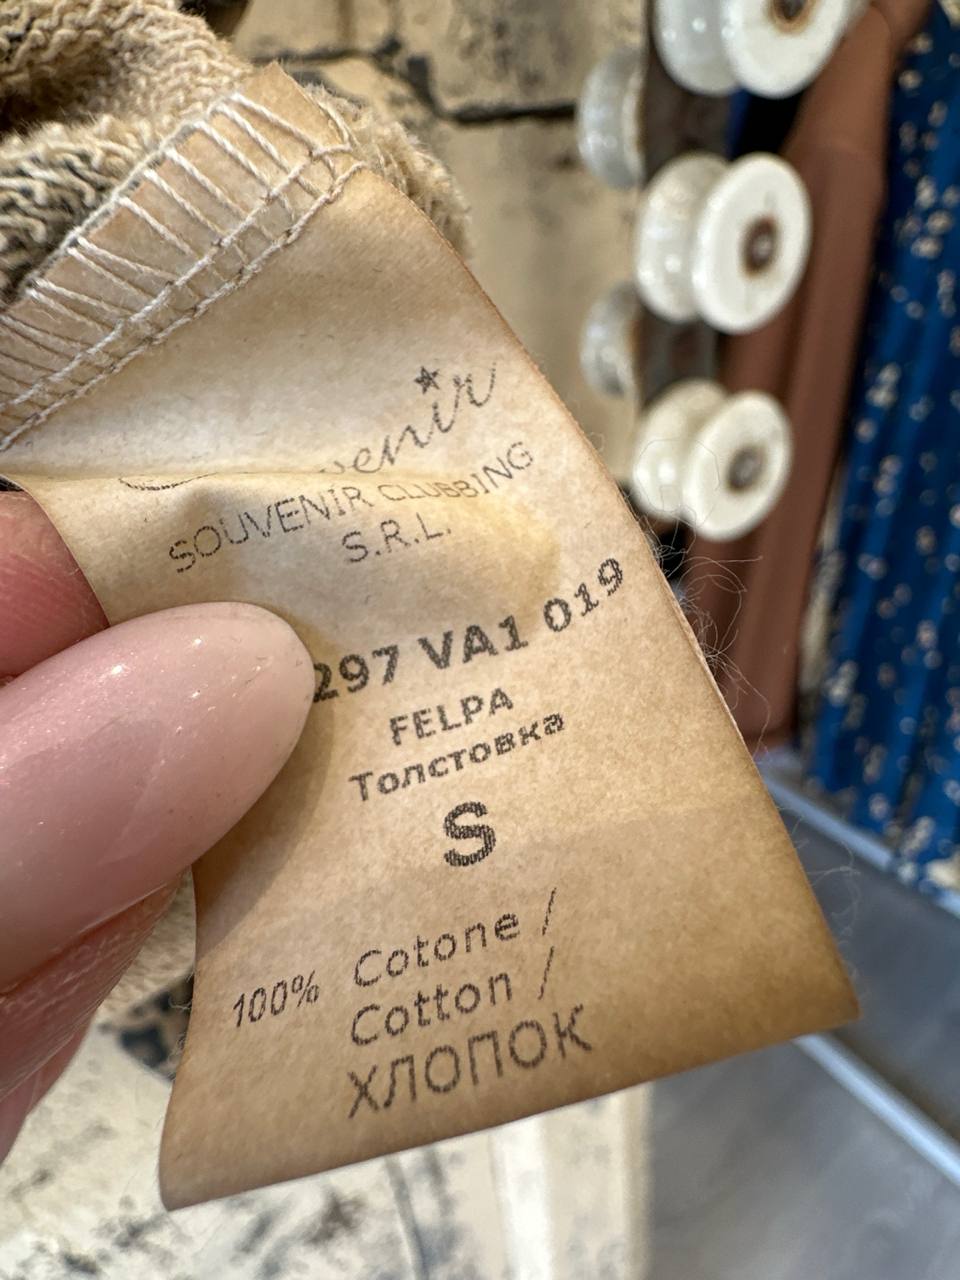 SOUVENIR CLUBBING
S.R.L.
297 VA1 019
FELPA
Толстовка
S
100% Cotone /
Cotton /
ХЛОПОК